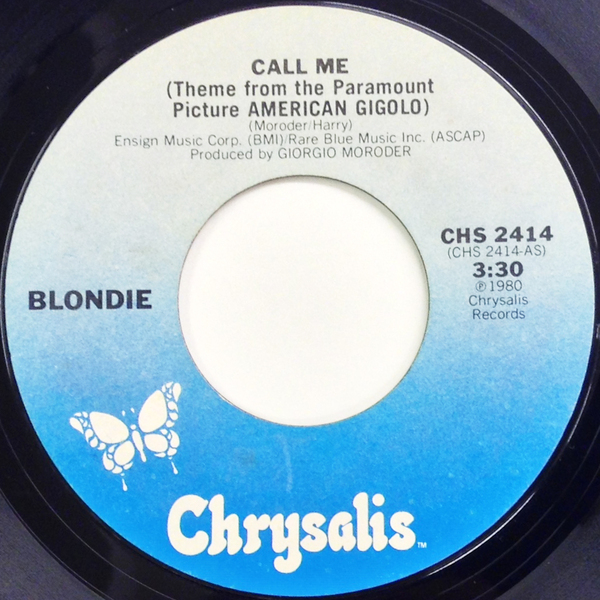 CALL ME
(Theme from the Paramount
Picture AMERICAN GIGOLO)
(Moroder/Harry)
Ensign Music Corp. (BMI)/Rare Blue Music Inc. (ASCAP)
Produced by GIORGIO MORODER
BLONDIE
CHS 2414
(CHS 2414-AS)
3:30
℗1980
Chrysalis
Records
Chrysalis™